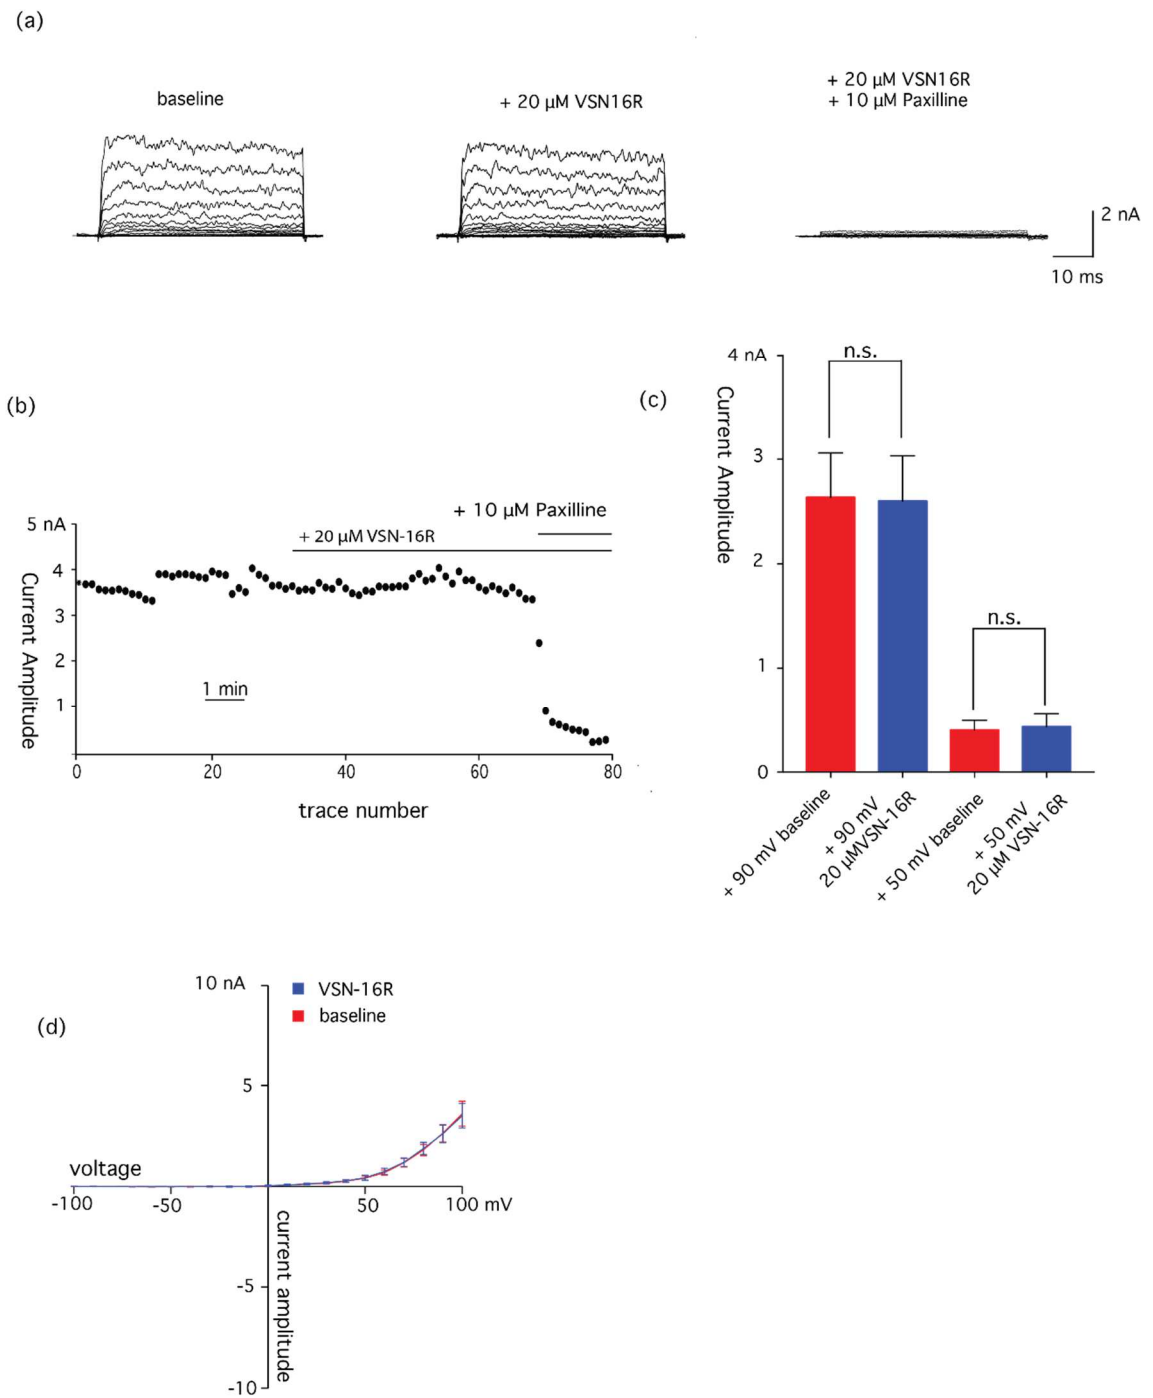 (a)
baseline
+ 20 µM VSN16R
+ 20 µM VSN16R
+ 10 µM Paxilline
2 nA
10 ms
(b)
5 nA
4
3
2
1
Current Amplitude
+ 10 µM Paxilline
+ 20 µM VSN-16R
1 min
0
20
40
60
80
trace number
(c)
4 nA
3
2
1
0
Current Amplitude
n.s.
n.s.
+ 90 mV baseline
+ 90 mV
20 µMVSN-16R
+ 50 mV baseline
+ 50 mV
20 µM VSN-16R
(d)
10 nA
5
-5
-10
VSN-16R
baseline
voltage
-100
-50
50
100 mV
current amplitude